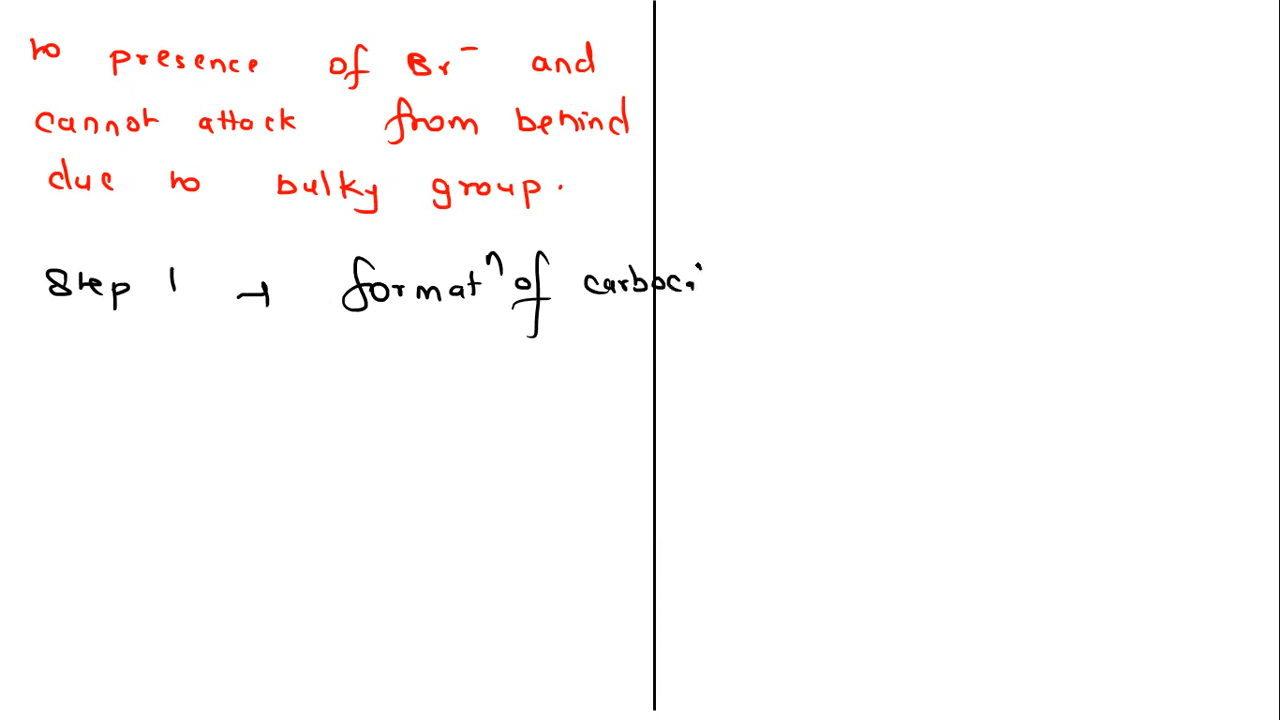 to presence of Br⁻ and
cannot attack from behind
due to bulky group.
Step 1 → formatⁿ of carboc